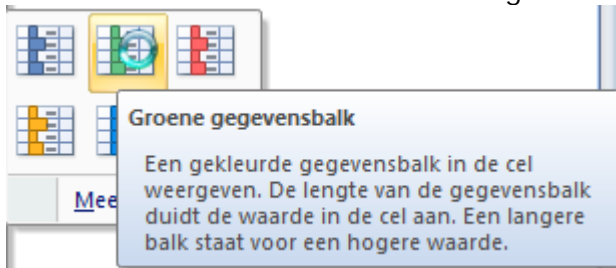 Groene gegevensbalk
Een gekleurde gegevensbalk in de cel
weergeven. De lengte van de gegevensbalk
duidt de waarde in de cel aan. Een langere
balk staat voor een hogere waarde.
Mee